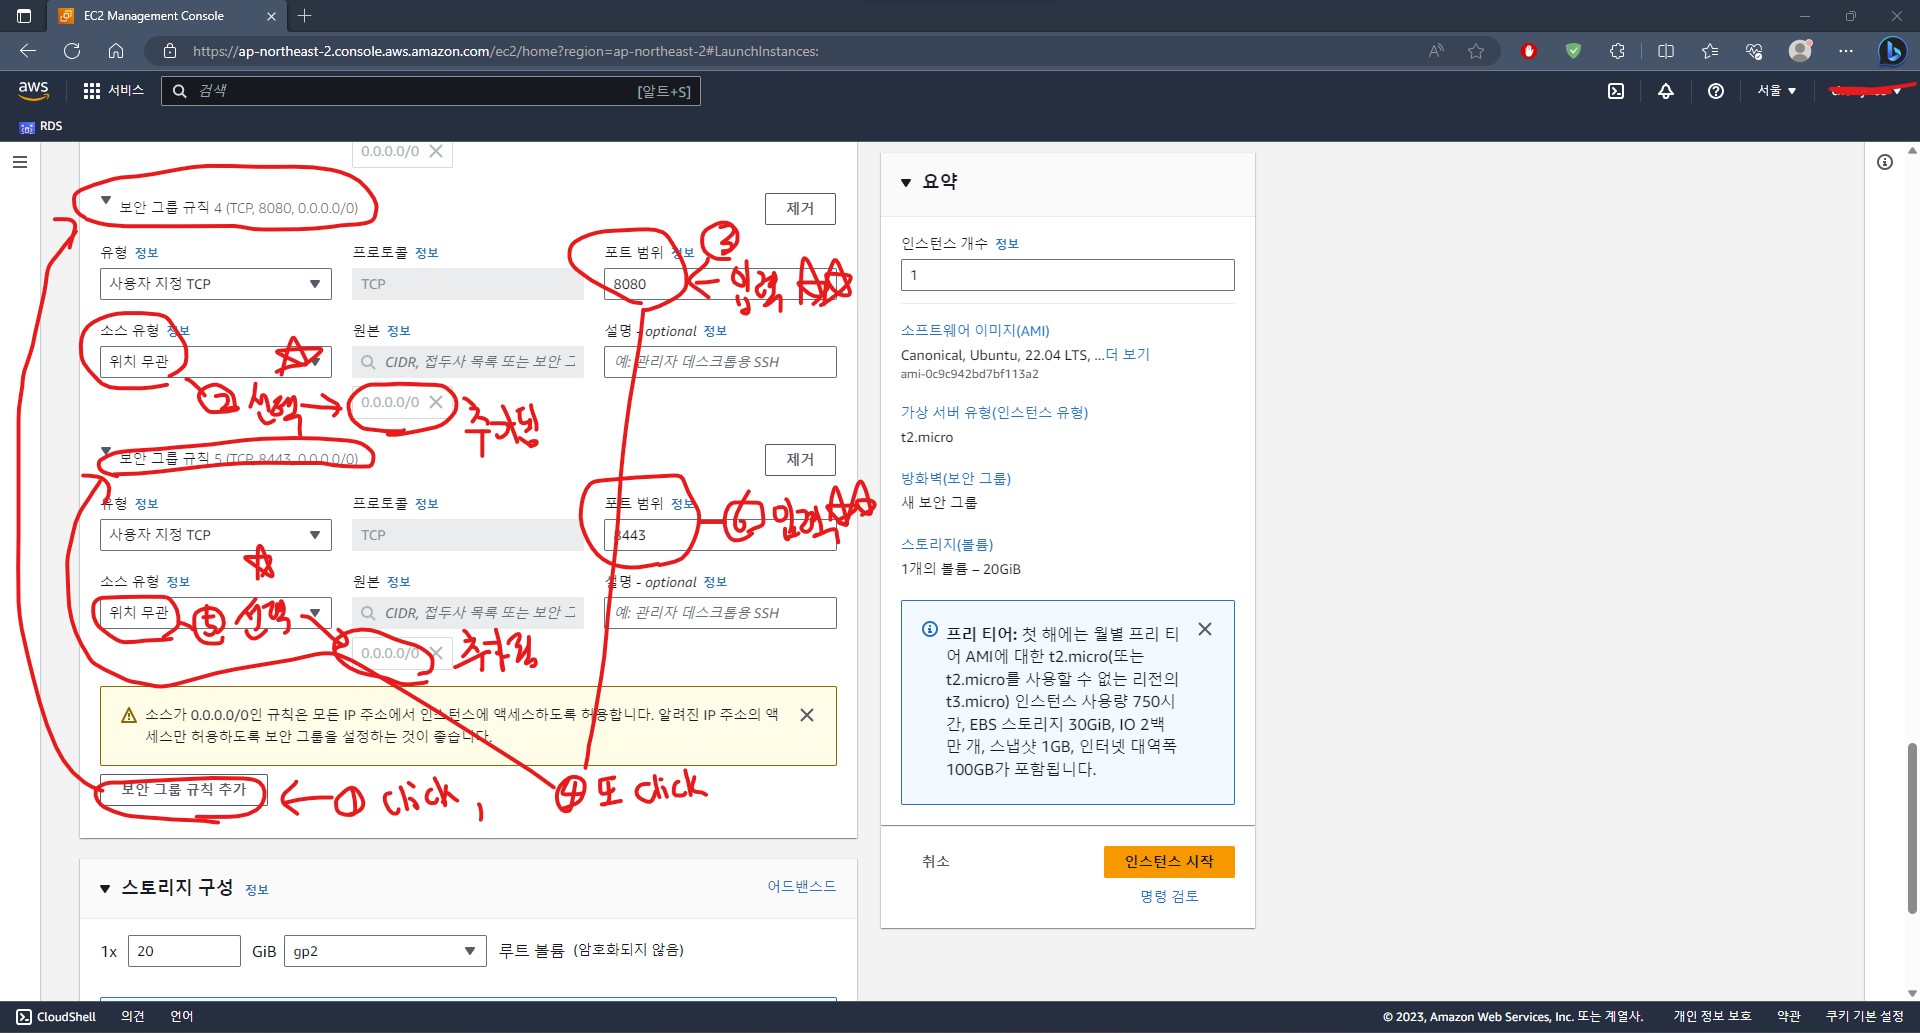 EC2 Management Console
https://ap-northeast-2.console.aws.amazon.com/ec2/home?region=ap-northeast-2#LaunchInstances:
aws
서비스
검색
[알트+S]
서울
RDS
0.0.0.0/0
보안 그룹 규칙 4 (TCP, 8080, 0.0.0.0/0)
제거
유형 정보
프로토콜 정보
포트 범위 정보
③
사용자 지정 TCP
TCP
8080
입력
소스 유형 정보
원본 정보
설명 - optional 정보
위치 무관
CIDR, 접두사 목록 또는 보안 그
예: 관리자 데스크톱용 SSH
② 선택
0.0.0.0/0
추가됨
보안 그룹 규칙 5 (TCP, 8443, 0.0.0.0/0)
제거
유형 정보
프로토콜 정보
포트 범위 정보
사용자 지정 TCP
TCP
8443
⑥ 입력
소스 유형 정보
원본 정보
설명 - optional 정보
위치 무관
⑤ 선택
CIDR, 접두사 목록 또는 보안 그
예: 관리자 데스크톱용 SSH
0.0.0.0/0
추가됨
소스가 0.0.0.0/0인 규칙은 모든 IP 주소에서 인스턴스에 액세스하도록 허용합니다. 알려진 IP 주소의 액
세스만 허용하도록 보안 그룹을 설정하는 것이 좋습니다.
보안 그룹 규칙 추가
① click,
④ 또 click
스토리지 구성 정보
어드밴스드
1x
20
GiB
gp2
루트 볼륨 (암호화되지 않음)
요약
인스턴스 개수 정보
1
소프트웨어 이미지(AMI)
Canonical, Ubuntu, 22.04 LTS, ...더 보기
ami-0c9c942bd7bf113a2
가상 서버 유형(인스턴스 유형)
t2.micro
방화벽(보안 그룹)
새 보안 그룹
스토리지(볼륨)
1개의 볼륨 – 20GiB
프리 티어: 첫 해에는 월별 프리 티
어 AMI에 대한 t2.micro(또는
t2.micro를 사용할 수 없는 리전의
t3.micro) 인스턴스 사용량 750시
간, EBS 스토리지 30GiB, IO 2백
만 개, 스냅샷 1GB, 인터넷 대역폭
100GB가 포함됩니다.
취소
인스턴스 시작
명령 검토
CloudShell
의견
언어
© 2023, Amazon Web Services, Inc. 또는 계열사.
개인 정보 보호
약관
쿠키 기본 설정